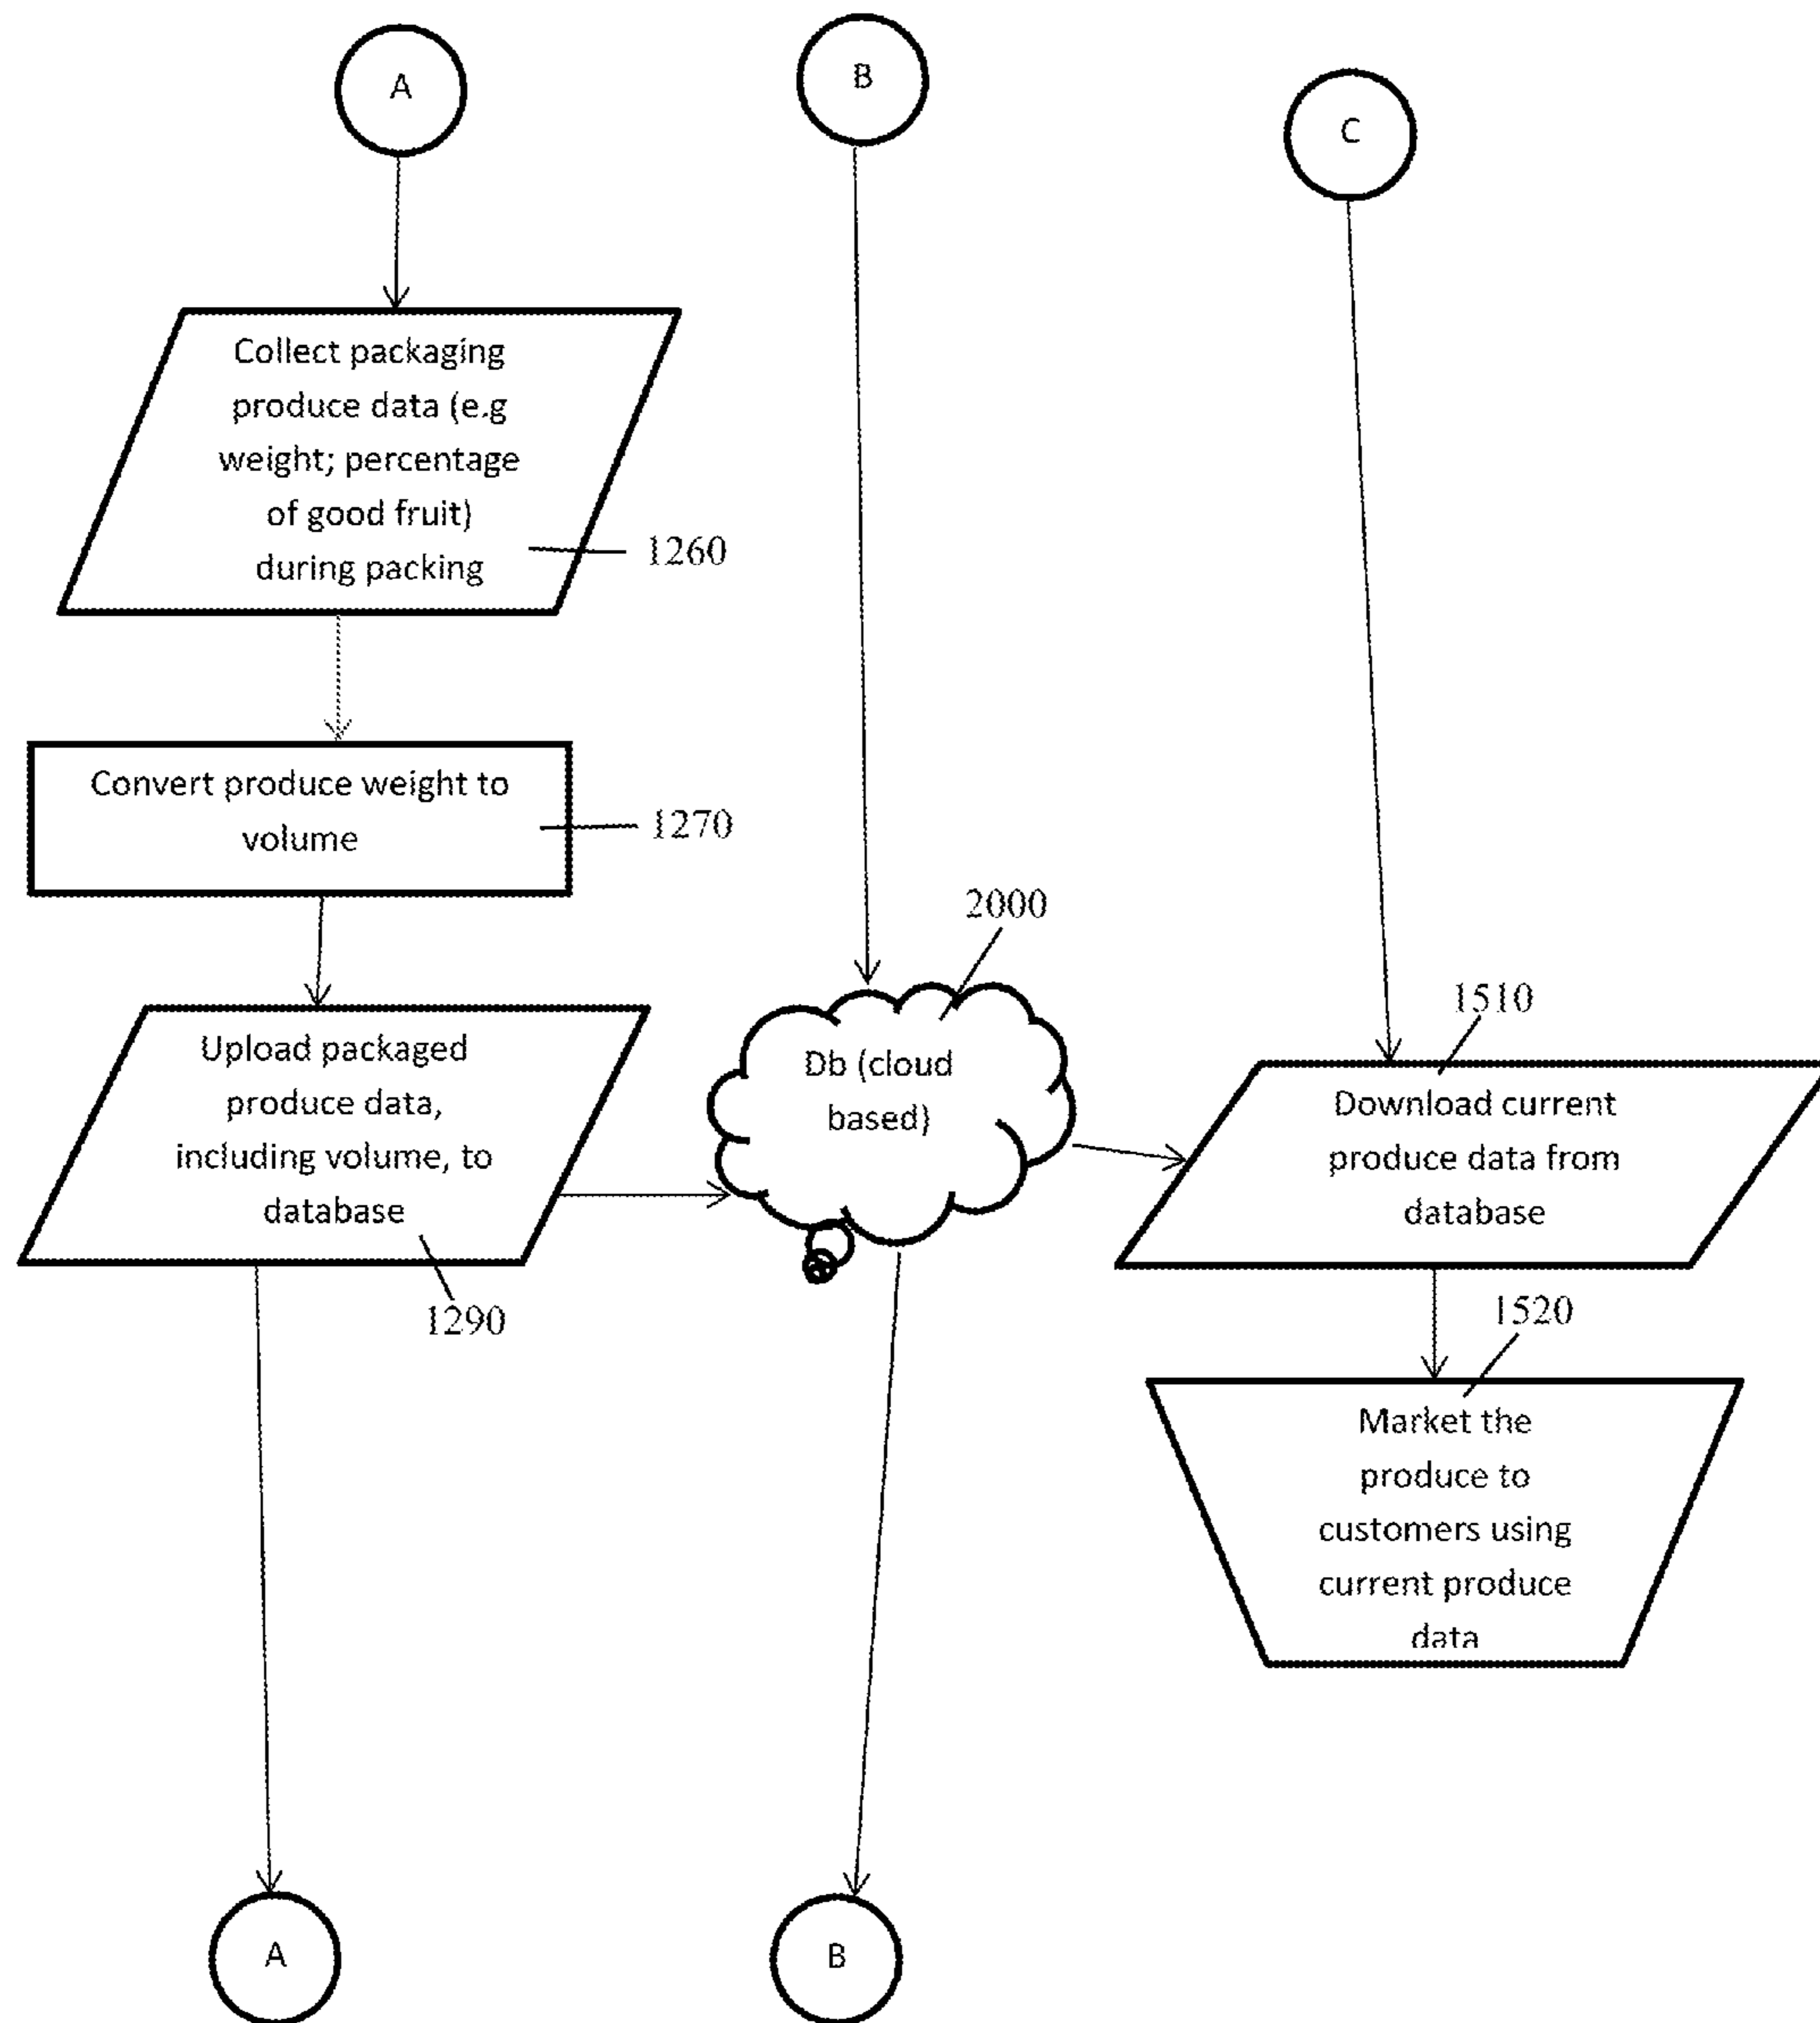 A
B
C
Collect packaging
produce data (e.g
weight; percentage
of good fruit)
during packing
1260
Convert produce weight to
volume
1270
Upload packaged
produce data,
including volume, to
database
1290
2000
Db (cloud
based)
1510
Download current
produce data from
database
1520
Market the
produce to
customers using
current produce
data
A
B